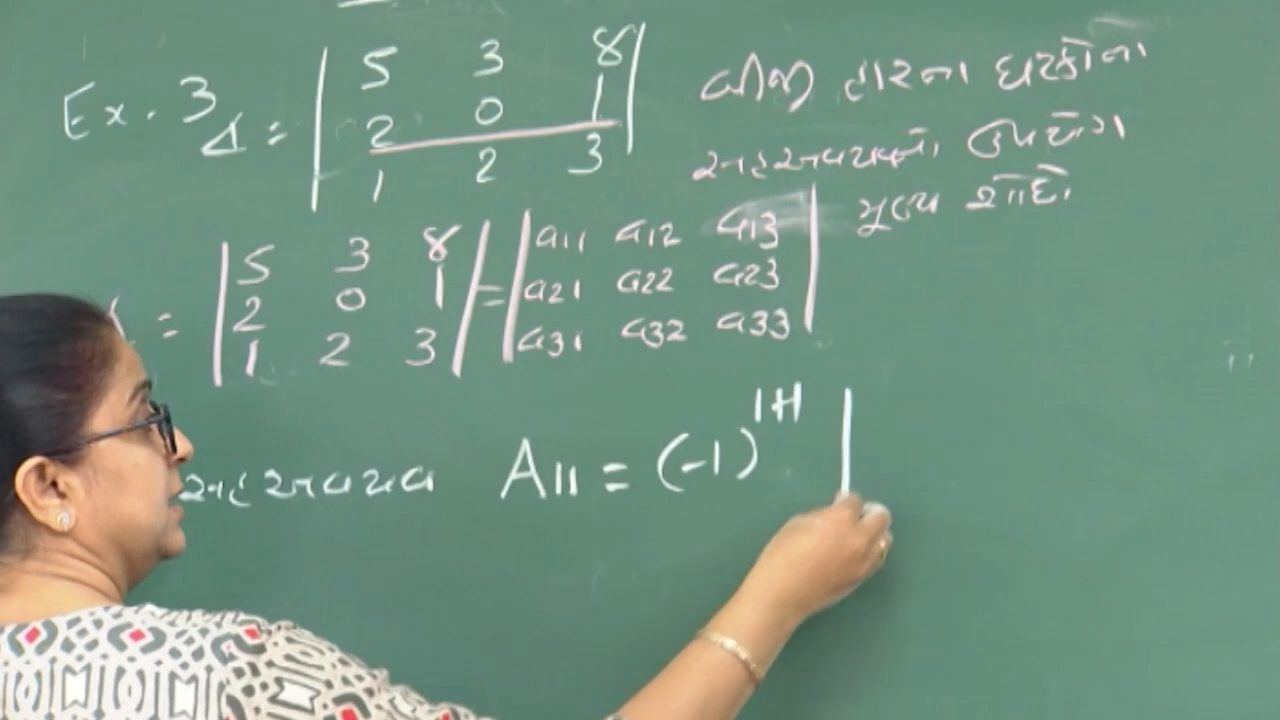 Ex. 3 Δ = | 5 3 8 | બીજી હારના ઘટકોના
| 2 0 1 | સહઅવયવનો ઉપયોગ
| 1 2 3 | મૂલ્ય શોધો.
= | 5 3 8 | = | a11 a12 a13 |
| 2 0 1 | | a21 a22 a23 |
| 1 2 3 | | a31 a32 a33 |
સહઅવયવ A11 = (-1)^1+1 |